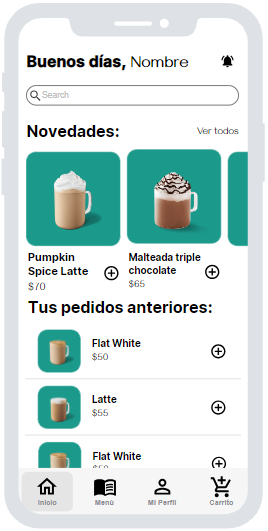 Buenos días, Nombre
Search
Novedades:
Ver todos
Pumpkin
Spice Latte
$70
Malteada triple
chocolate
$65
Tus pedidos anteriores:
Flat White
$50
Latte
$55
Flat White
Inicio
Menú
Mi Perfil
Carrito